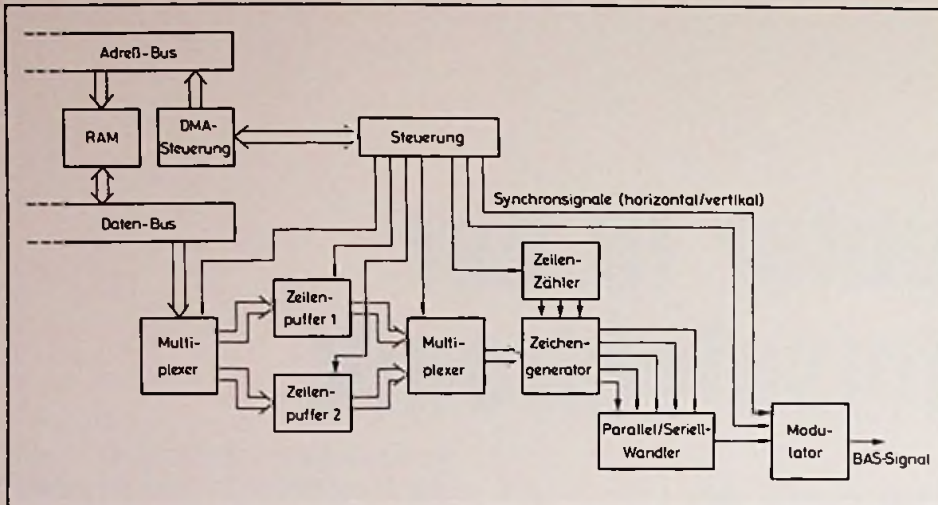 Adreß-Bus
RAM
DMA-
Steuerung
Steuerung
Daten-Bus
Synchronsignale (horizontal/vertikal)
Zeilen-
Zähler
Zeilen-
puffer 1
Multi-
plexer
Multi-
plexer
Zeichen-
generator
Zeilen-
puffer 2
Parallel/Seriell-
Wandler
Modu-
lator
BAS-Signal